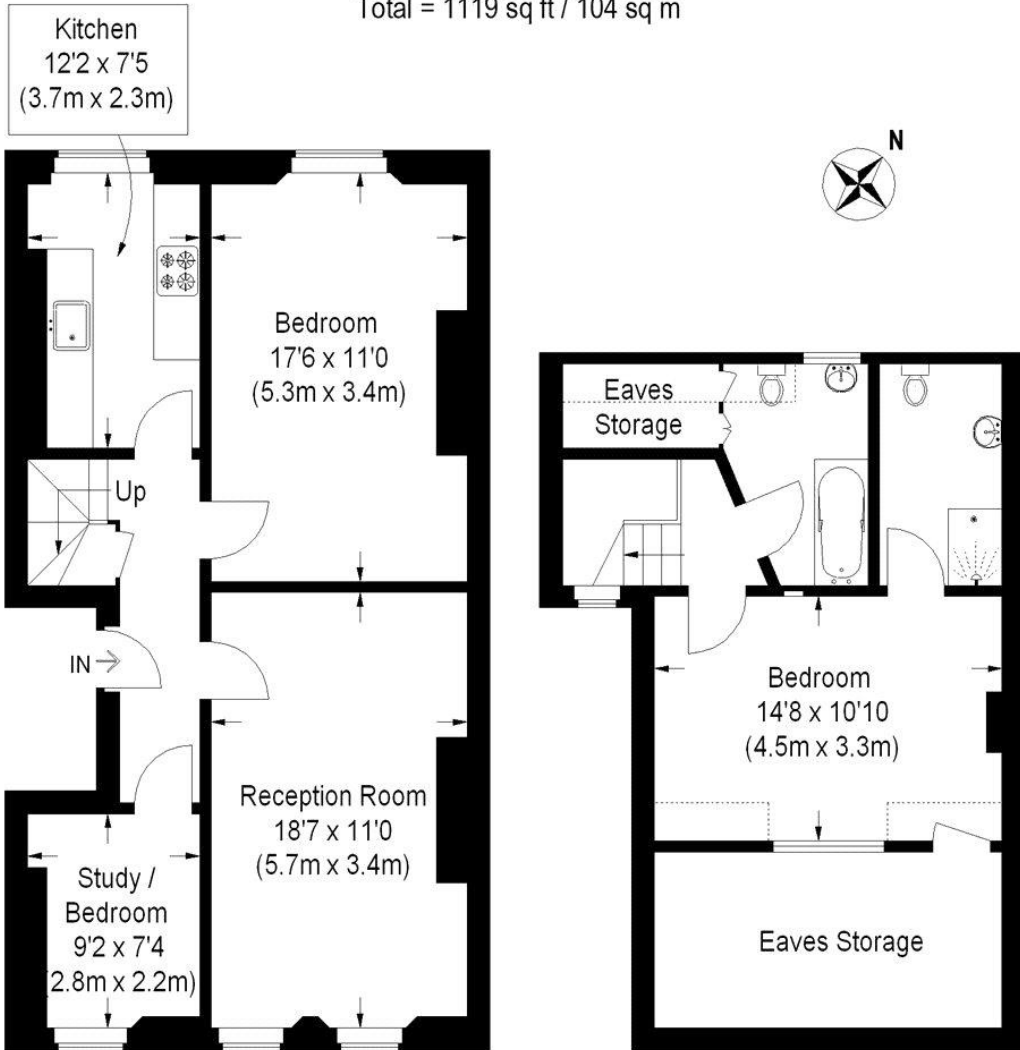 Total = 1119 sq ft / 104 sq m
Kitchen
12'2 x 7'5
(3.7m x 2.3m)
N
Bedroom
17'6 x 11'0
(5.3m x 3.4m)
Up
IN
Reception Room
18'7 x 11'0
(5.7m x 3.4m)
Study /
Bedroom
9'2 x 7'4
(2.8m x 2.2m)
Eaves
Storage
Bedroom
14'8 x 10'10
(4.5m x 3.3m)
Eaves Storage